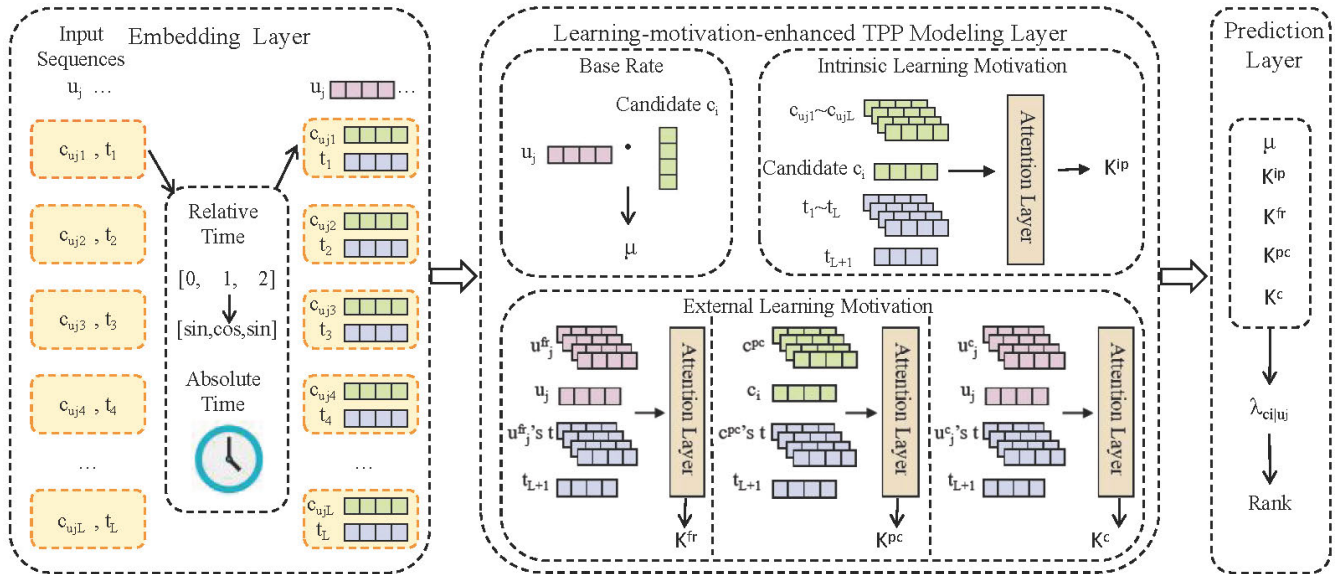 Input
Sequences
Embedding Layer
u_j ...
u_j ...
c_uj1 , t_1
c_uj2 , t_2
c_uj3 , t_3
c_uj4 , t_4
...
c_ujL , t_L
Relative
Time
[0, 1, 2]
[sin,cos,sin]
Absolute
Time
c_uj1
t_1
c_uj2
t_2
c_uj3
t_3
c_uj4
t_4
...
c_ujL
t_L
Learning-motivation-enhanced TPP Modeling Layer
Base Rate
Candidate c_i
u_j
μ
Intrinsic Learning Motivation
c_uj1~c_ujL
Candidate c_i
t_1~t_L
t_L+1
Attention Layer
K^ip
External Learning Motivation
u^fr_j
u_j
u^fr_j's t
t_L+1
Attention Layer
K^fr
c^pc
c_i
c^pc's t
t_L+1
Attention Layer
K^pc
u^c_j
u_j
u^c_j's t
t_L+1
Attention Layer
K^c
Prediction
Layer
μ
K^ip
K^fr
K^pc
K^c
λ_ci|uj
Rank